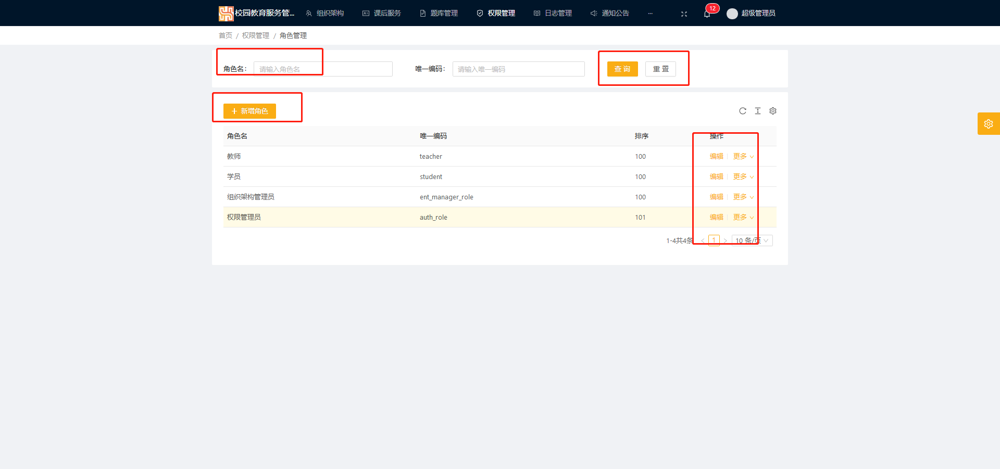 校园教育服务管... 组织架构 课后服务 题库管理 权限管理 日志管理 通知公告 ... 12 超级管理员
首页 / 权限管理 / 角色管理
角色名: 请输入角色名 唯一编码: 请输入唯一编码 查 询 重 置
+ 新增角色
角色名 唯一编码 排序 操作
教师 teacher 100 编辑 更多
学员 student 100 编辑 更多
组织架构管理员 ent_manager_role 100 编辑 更多
权限管理员 auth_role 101 编辑 更多
1-4共4条 < 1 > 10 条/页